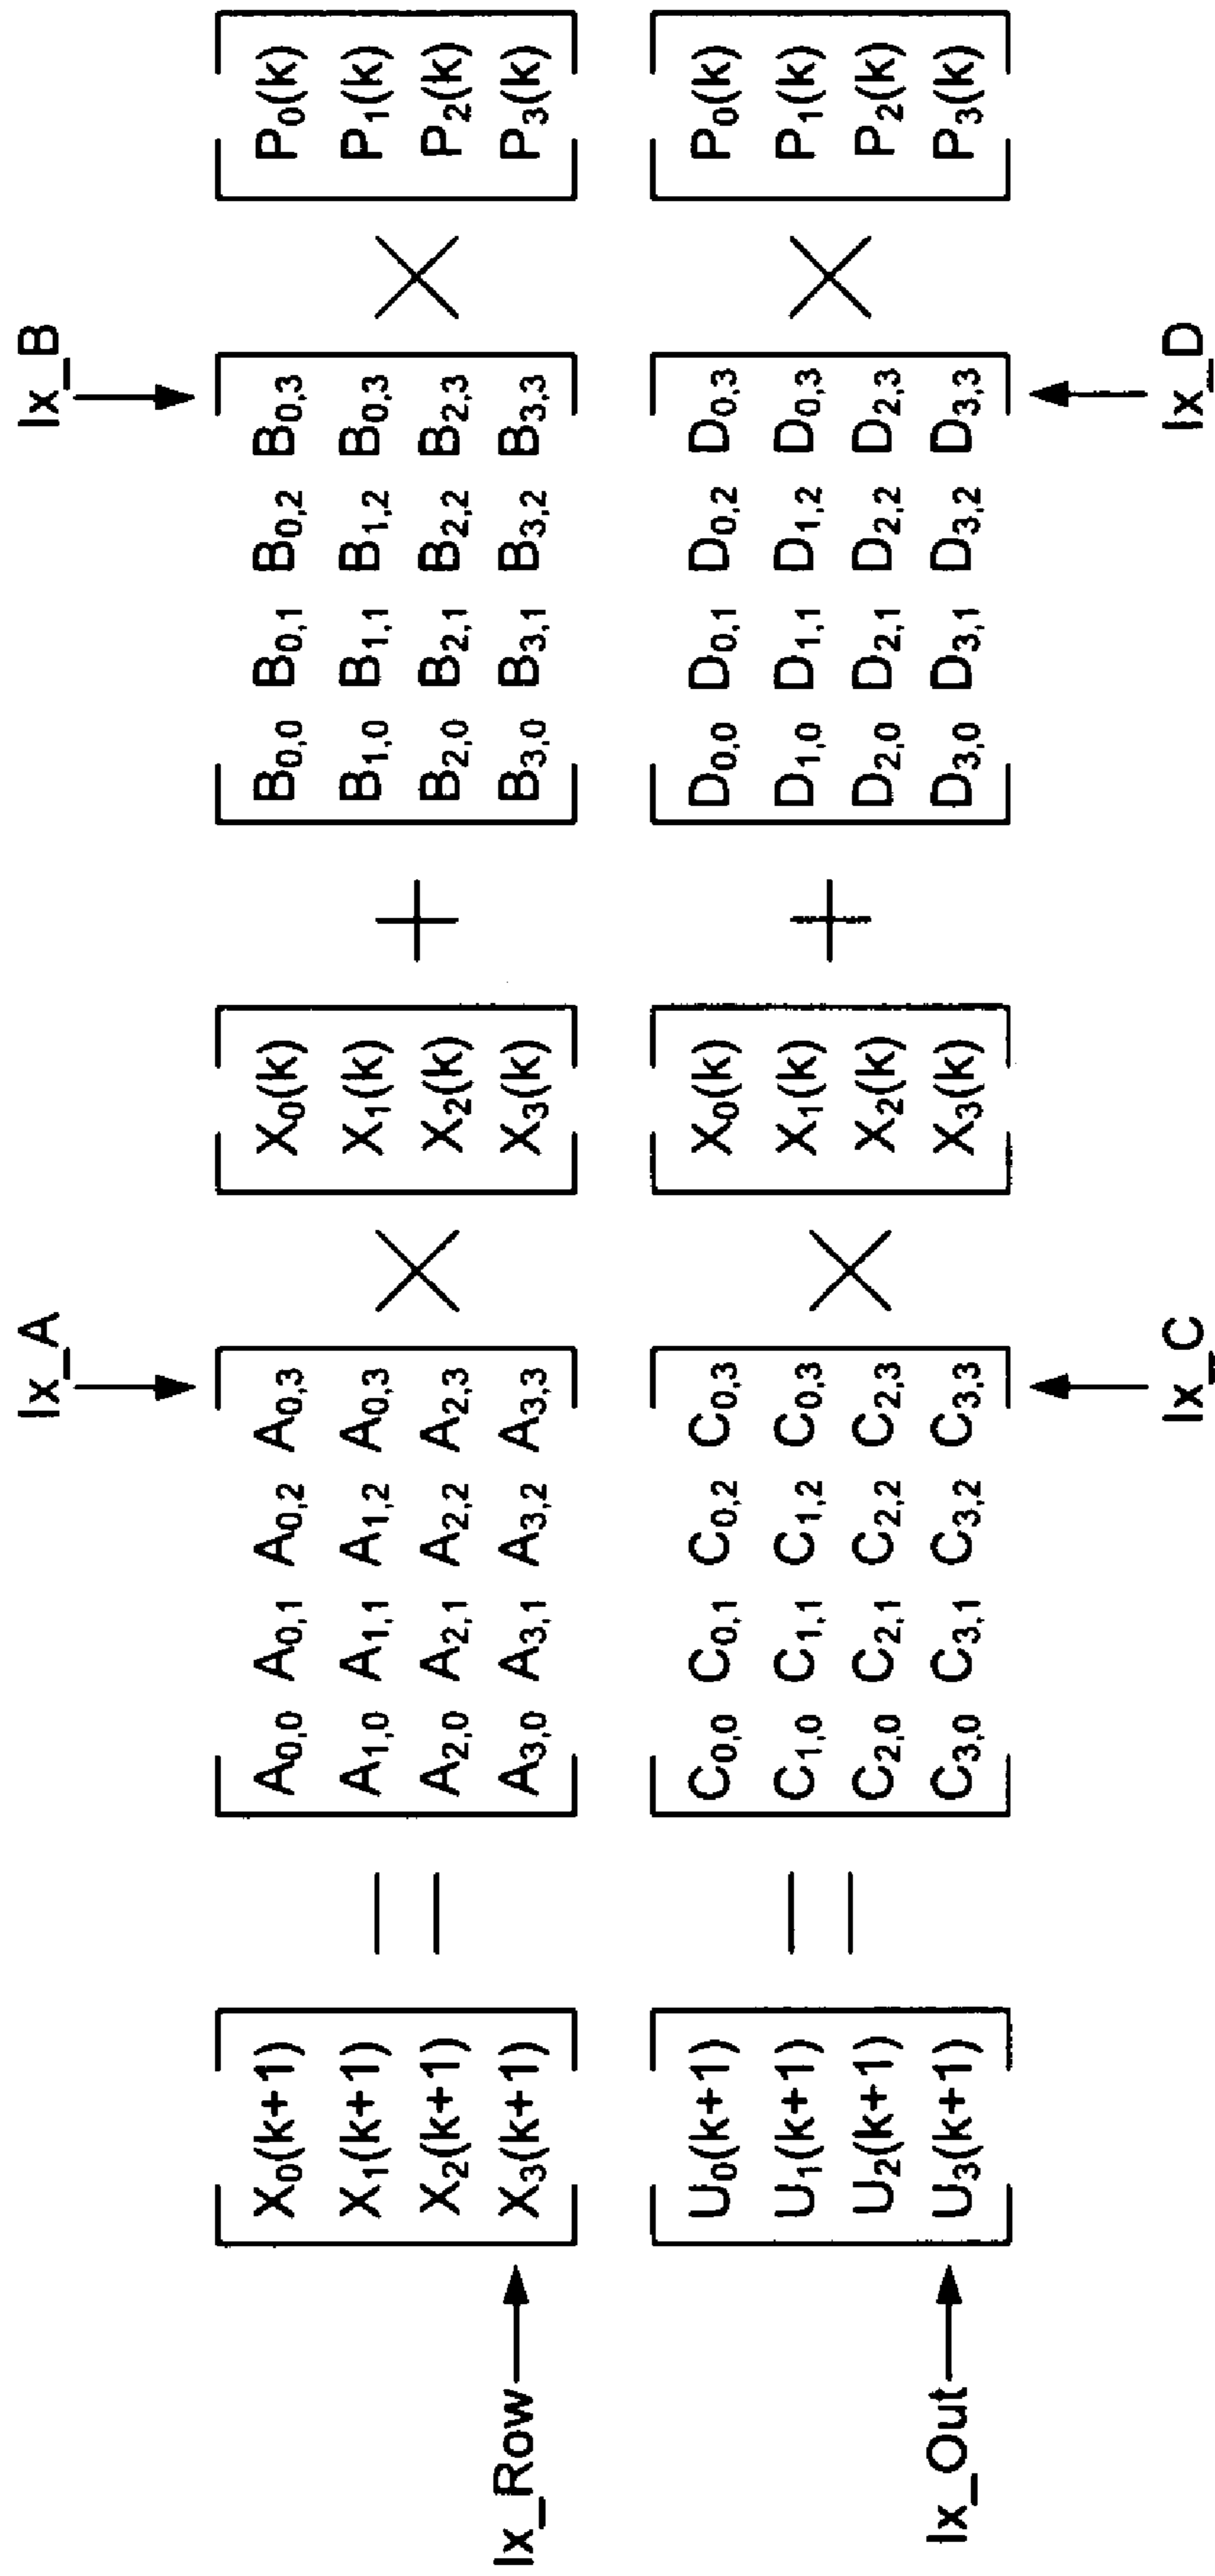 Ix_A Ix_B
X₀(k+1) A₀,₀ A₀,₁ A₀,₂ A₀,₃ X₀(k) B₀,₀ B₀,₁ B₀,₂ B₀,₃ P₀(k)
X₁(k+1) A₁,₀ A₁,₁ A₁,₂ A₀,₃ X₁(k) B₁,₀ B₁,₁ B₁,₂ B₀,₃ P₁(k)
= × + ×
X₂(k+1) A₂,₀ A₂,₁ A₂,₂ A₂,₃ X₂(k) B₂,₀ B₂,₁ B₂,₂ B₂,₃ P₂(k)
Ix_Row X₃(k+1) A₃,₀ A₃,₁ A₃,₂ A₃,₃ X₃(k) B₃,₀ B₃,₁ B₃,₂ B₃,₃ P₃(k)
U₀(k+1) C₀,₀ C₀,₁ C₀,₂ C₀,₃ X₀(k) D₀,₀ D₀,₁ D₀,₂ D₀,₃ P₀(k)
U₁(k+1) C₁,₀ C₁,₁ C₁,₂ C₀,₃ X₁(k) D₁,₀ D₁,₁ D₁,₂ D₀,₃ P₁(k)
= × + ×
U₂(k+1) C₂,₀ C₂,₁ C₂,₂ C₂,₃ X₂(k) D₂,₀ D₂,₁ D₂,₂ D₂,₃ P₂(k)
Ix_Out U₃(k+1) C₃,₀ C₃,₁ C₃,₂ C₃,₃ X₃(k) D₃,₀ D₃,₁ D₃,₂ D₃,₃ P₃(k)
Ix_C Ix_D